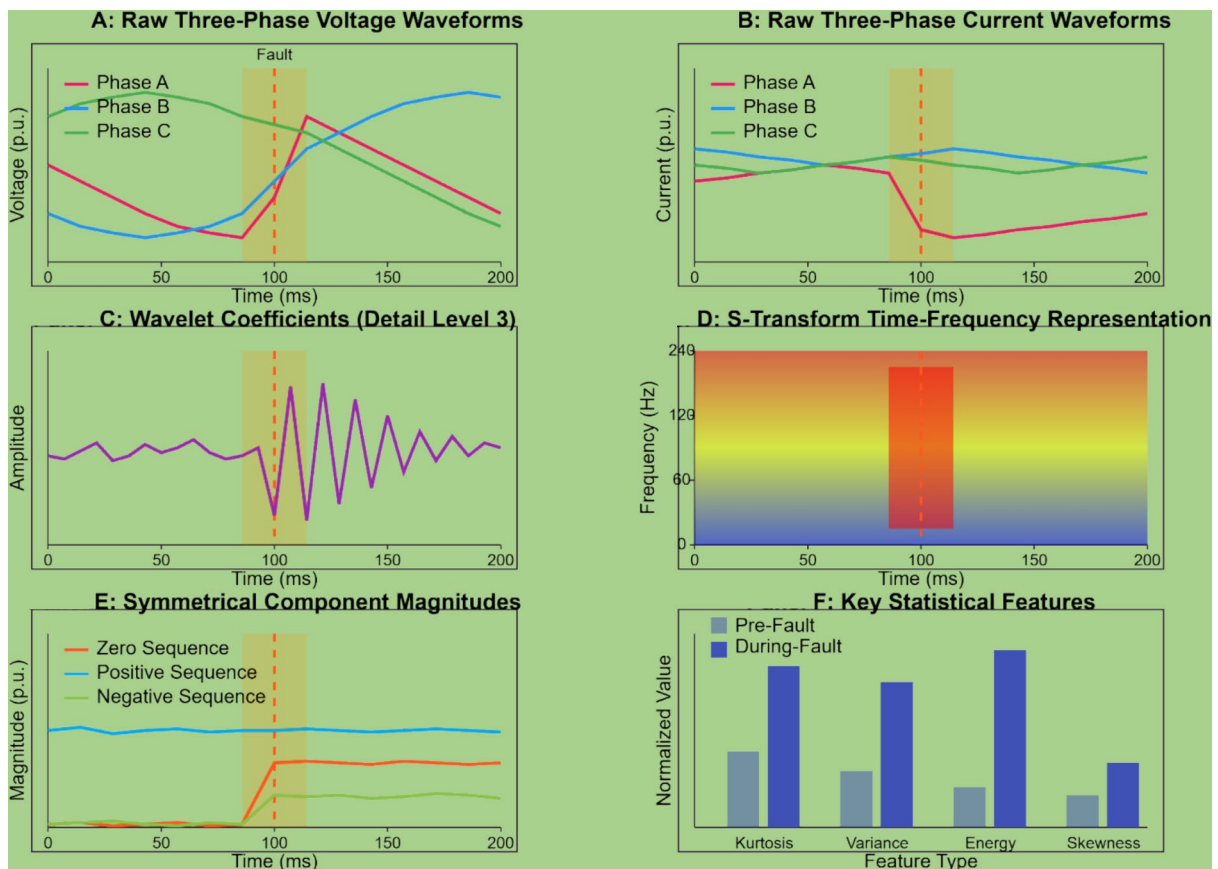 A: Raw Three-Phase Voltage Waveforms
Fault
Phase A
Phase B
Phase C
Voltage (p.u.)
0 50 100 150 200
Time (ms)
B: Raw Three-Phase Current Waveforms
Phase A
Phase B
Phase C
Current (p.u.)
0 50 100 150 200
Time (ms)
C: Wavelet Coefficients (Detail Level 3)
Amplitude
0 50 100 150 200
Time (ms)
D: S-Transform Time-Frequency Representation
Frequency (Hz)
240
120
60
0
0 50 100 150 200
Time (ms)
E: Symmetrical Component Magnitudes
Zero Sequence
Positive Sequence
Negative Sequence
Magnitude (p.u.)
0 50 100 150 200
Time (ms)
F: Key Statistical Features
Pre-Fault
During-Fault
Normalized Value
Kurtosis Variance Energy Skewness
Feature Type